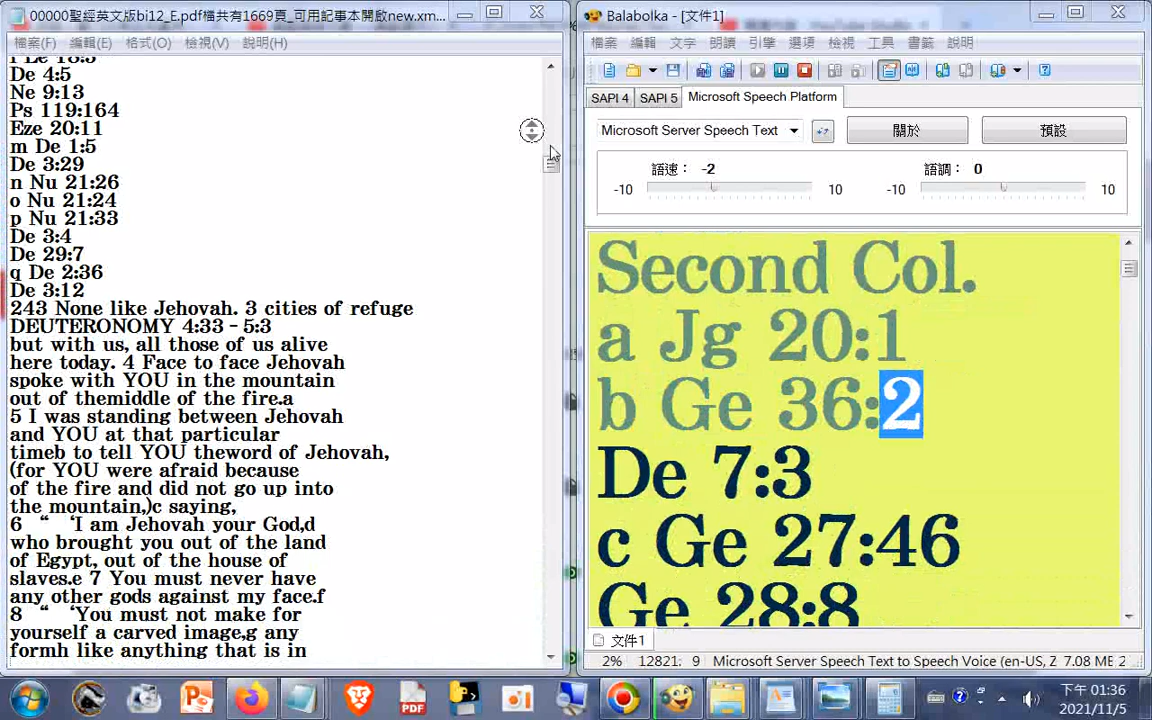 00000聖經英文版bi12_E.pdf檔共有1669頁_可用記事本開啟new.xm...
檔案(F) 編輯(E) 格式(O) 檢視(V) 說明(H)
De 4:5
Ne 9:13
Ps 119:164
Eze 20:11
m De 1:5
De 3:29
n Nu 21:26
o Nu 21:24
p Nu 21:33
De 3:4
De 29:7
q De 2:36
De 3:12
243 None like Jehovah. 3 cities of refuge
DEUTERONOMY 4:33 – 5:3
but with us, all those of us alive
here today. 4 Face to face Jehovah
spoke with YOU in the mountain
out of themiddle of the fire.a
5 I was standing between Jehovah
and YOU at that particular
timeb to tell YOU theword of Jehovah,
(for YOU were afraid because
of the fire and did not go up into
the mountain,)c saying,
6 “ ‘I am Jehovah your God,d
who brought you out of the land
of Egypt, out of the house of
slaves.e 7 You must never have
any other gods against my face.f
8 “ ‘You must not make for
yourself a carved image,g any
formh like anything that is in
Balabolka - [文件1]
檔案 編輯 文字 朗讀 引擎 選項 檢視 工具 書籤 說明
SAPI 4 SAPI 5 Microsoft Speech Platform
Microsoft Server Speech Text 關於 預設
語速： -2 語調： 0
-10 10 -10 10
Second Col.
a Jg 20:1
b Ge 36:2
De 7:3
c Ge 27:46
Ge 28:8
文件1
2% 12821: 9 Microsoft Server Speech Text to Speech Voice (en-US, Z 7.08 MB 2
PDF
下午 01:36
2021/11/5